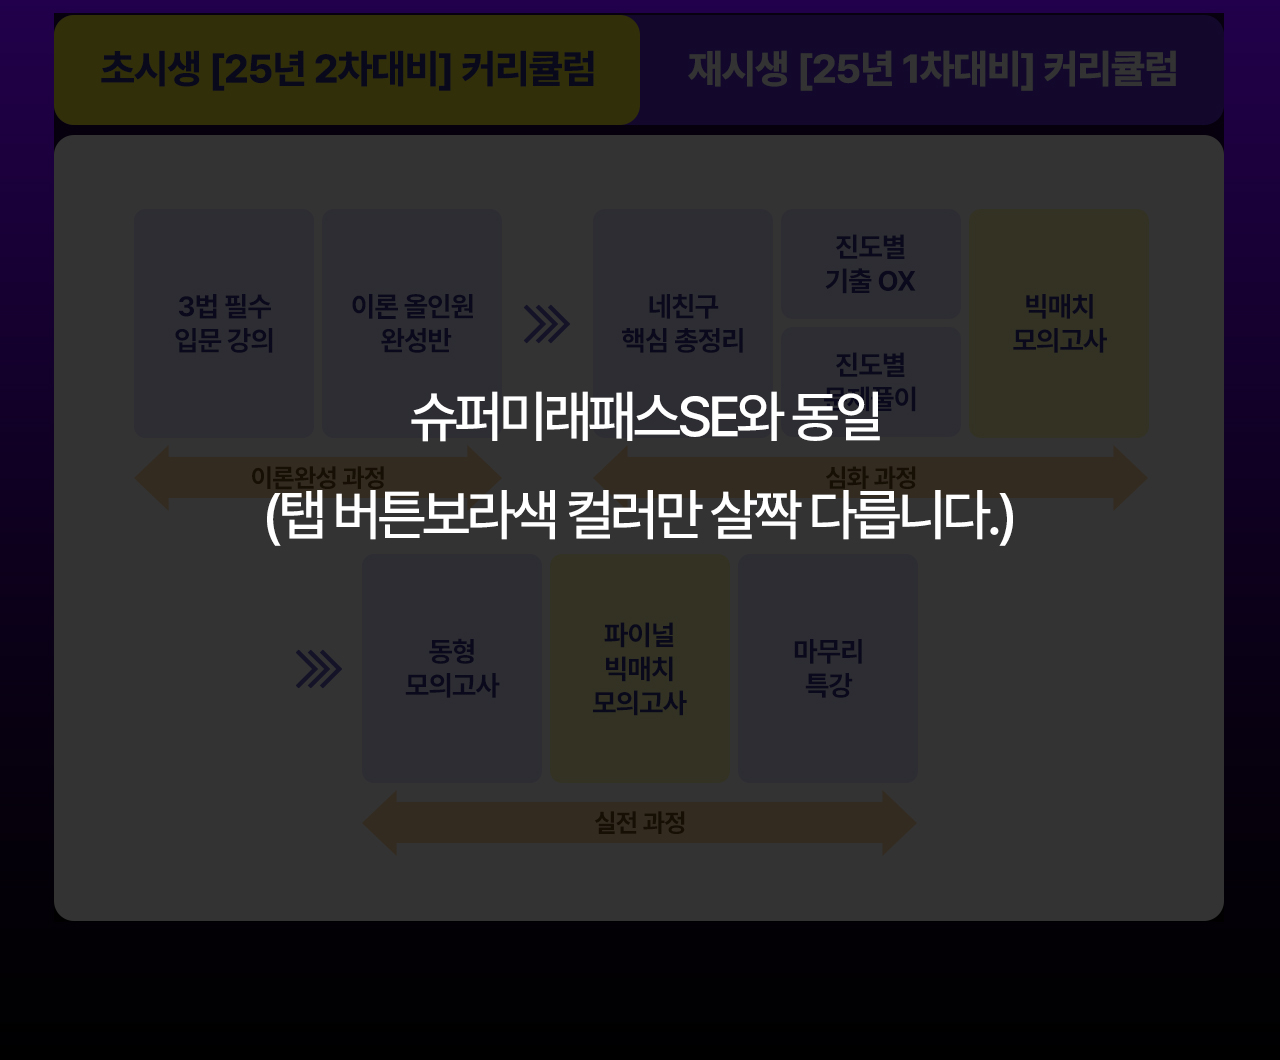 초시생 [25년 2차대비] 커리큘럼
재시생 [25년 1차대비] 커리큘럼
3법 필수
입문 강의
이론 올인원
완성반
네친구
핵심 총정리
진도별
기출 OX
진도별
문제풀이
빅매치
모의고사
슈퍼미래패스SE와 동일
이론완성 과정
심화 과정
(탭 버튼보라색 컬러만 살짝 다릅니다.)
동형
모의고사
파이널
빅매치
모의고사
마무리
특강
실전 과정